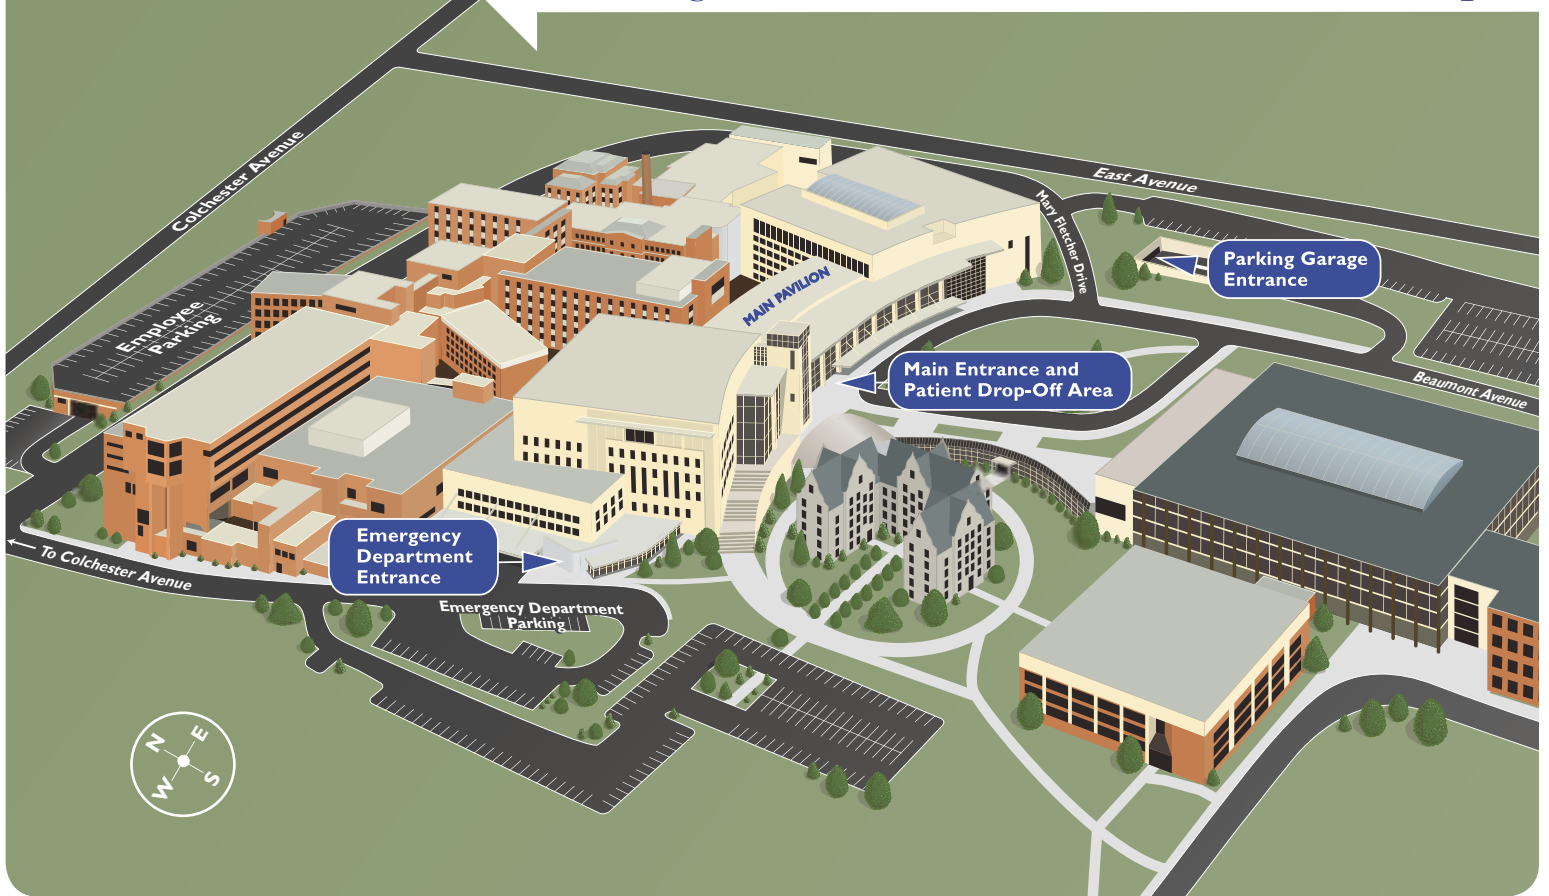 Colchester Avenue
East Avenue
Mary Fletcher Drive
Parking Garage
Entrance
MAIN PAVILION
Employee
Parking
Main Entrance and
Patient Drop-Off Area
Beaumont Avenue
Emergency
Department
Entrance
To Colchester Avenue
Emergency Department
Parking
N
E
S
W